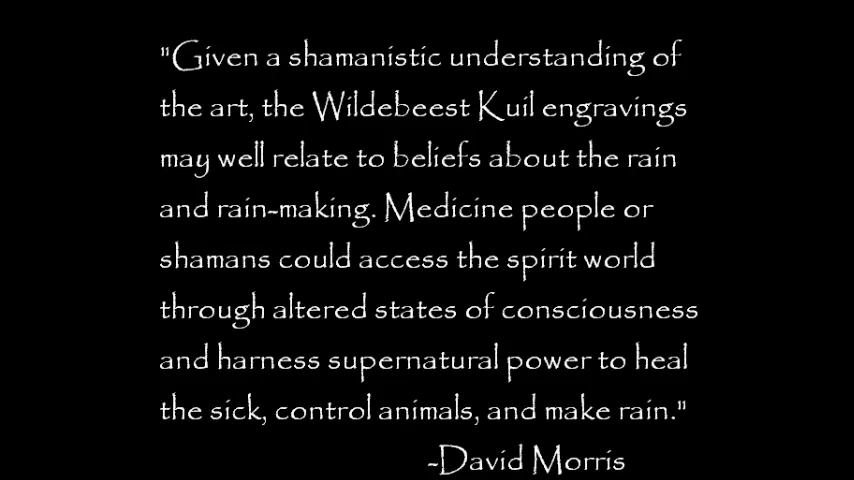 "Given a shamanistic understanding of
the art, the Wildebeest Kuil engravings
may well relate to beliefs about the rain
and rain-making. Medicine people or
shamans could access the spirit world
through altered states of consciousness
and harness supernatural power to heal
the sick, control animals, and make rain."
-David Morris